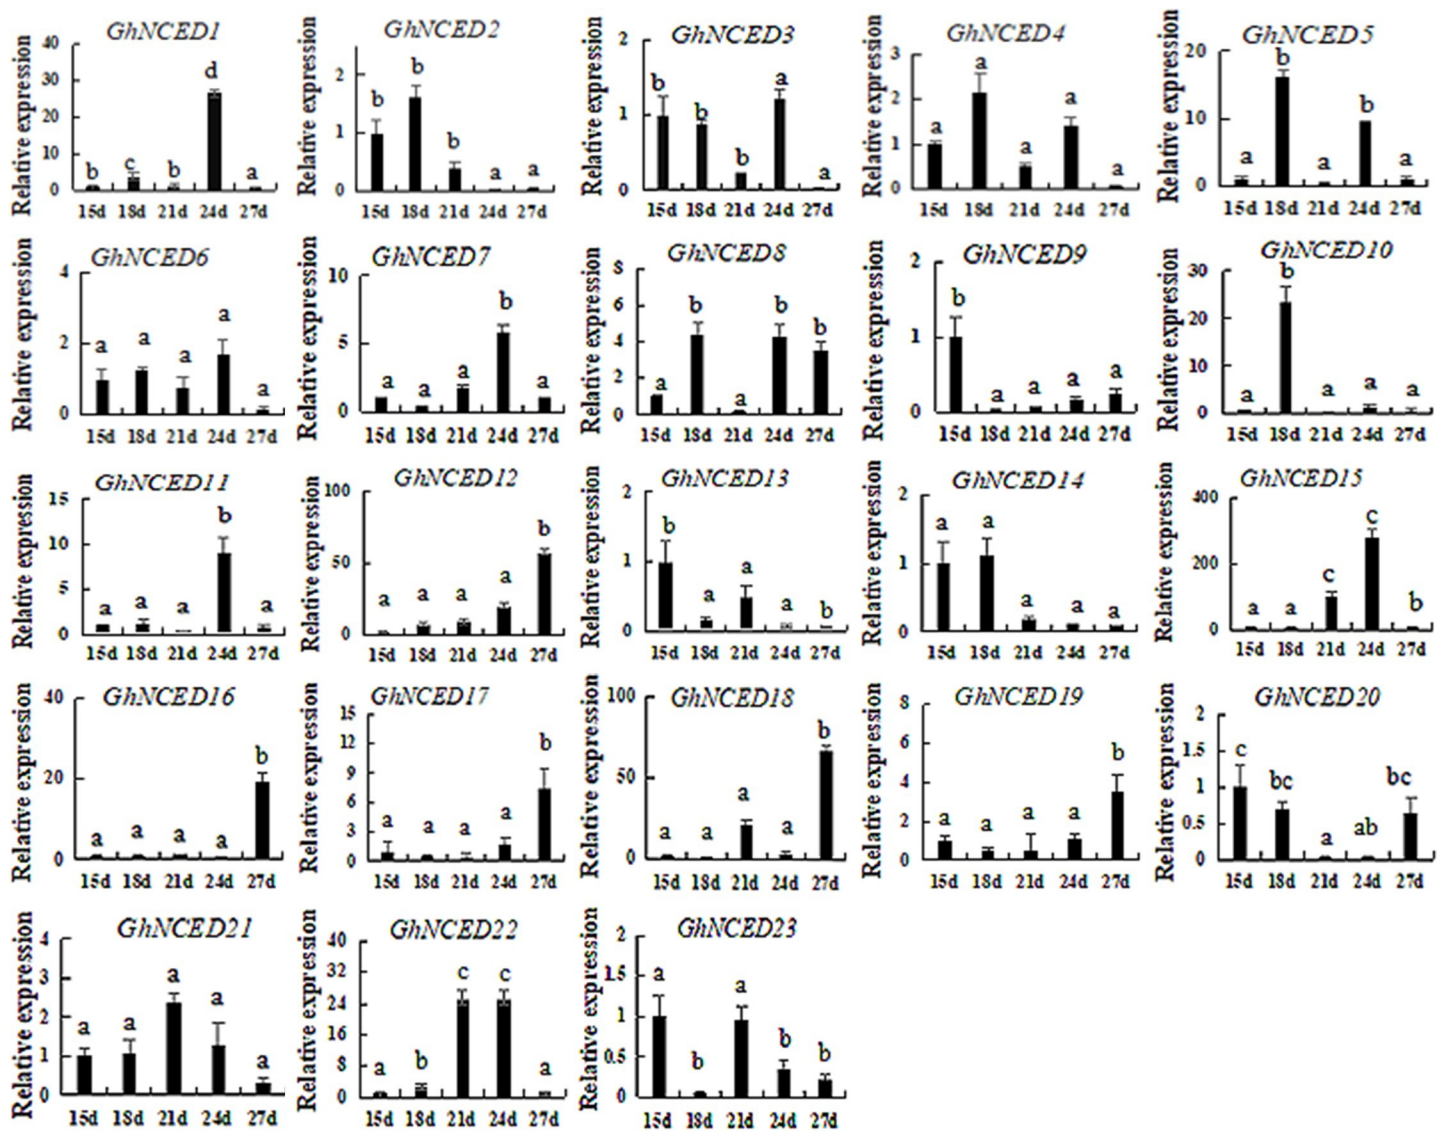 GhNCED1 GhNCED2 GhNCED3 GhNCED4 GhNCED5
Relative expression 40 30 20 10 0 b c b d a
Relative expression 2 1 0 b b b a a
Relative expression 2 1 0 b b b a a
Relative expression 3 2 1 0 a a a a a
Relative expression 20 10 0 a b a b a
15d 18d 21d 24d 27d 15d 18d 21d 24d 27d 15d 18d 21d 24d 27d 15d 18d 21d 24d 27d 15d 18d 21d 24d 27d
GhNCED6 GhNCED7 GhNCED8 GhNCED9 GhNCED10
Relative expression 4 2 0 a a a a a
Relative expression 10 5 0 a a a b a
Relative expression 8 6 4 2 0 a b a b b
Relative expression 2 1 0 b a a a a
Relative expression 30 20 10 0 a b a a a
15d 18d 21d 24d 27d 15d 18d 21d 24d 27d 15d 18d 21d 24d 27d 15d 18d 21d 24d 27d 15d 18d 21d 24d 27d
GhNCED11 GhNCED12 GhNCED13 GhNCED14 GhNCED15
Relative expression 15 10 5 0 a a a b a
Relative expression 100 50 0 a a a a b
Relative expression 2 1 0 b a a a b
Relative expression 2 1 0 a a a a a
Relative expression 400 200 0 a a c c b
15d 18d 21d 24d 27d 15d 18d 21d 24d 27d 15d 18d 21d 24d 27d 15d 18d 21d 24d 27d 15d 18d 21d 24d 27d
GhNCED16 GhNCED17 GhNCED18 GhNCED19 GhNCED20
Relative expression 40 20 0 a a a a b
Relative expression 15 12 9 6 3 0 a a a a b
Relative expression 100 50 0 a a a a b
Relative expression 8 6 4 2 0 a a a a b
Relative expression 2 1.5 1 0.5 0 c bc a ab bc
15d 18d 21d 24d 27d 15d 18d 21d 24d 27d 15d 18d 21d 24d 27d 15d 18d 21d 24d 27d 15d 18d 21d 24d 27d
GhNCED21 GhNCED22 GhNCED23
Relative expression 4 3 2 1 0 a a a a a
Relative expression 40 32 24 16 8 0 a b c c a
Relative expression 2 1.5 1 0.5 0 a b a b b
15d 18d 21d 24d 27d 15d 18d 21d 24d 27d 15d 18d 21d 24d 27d